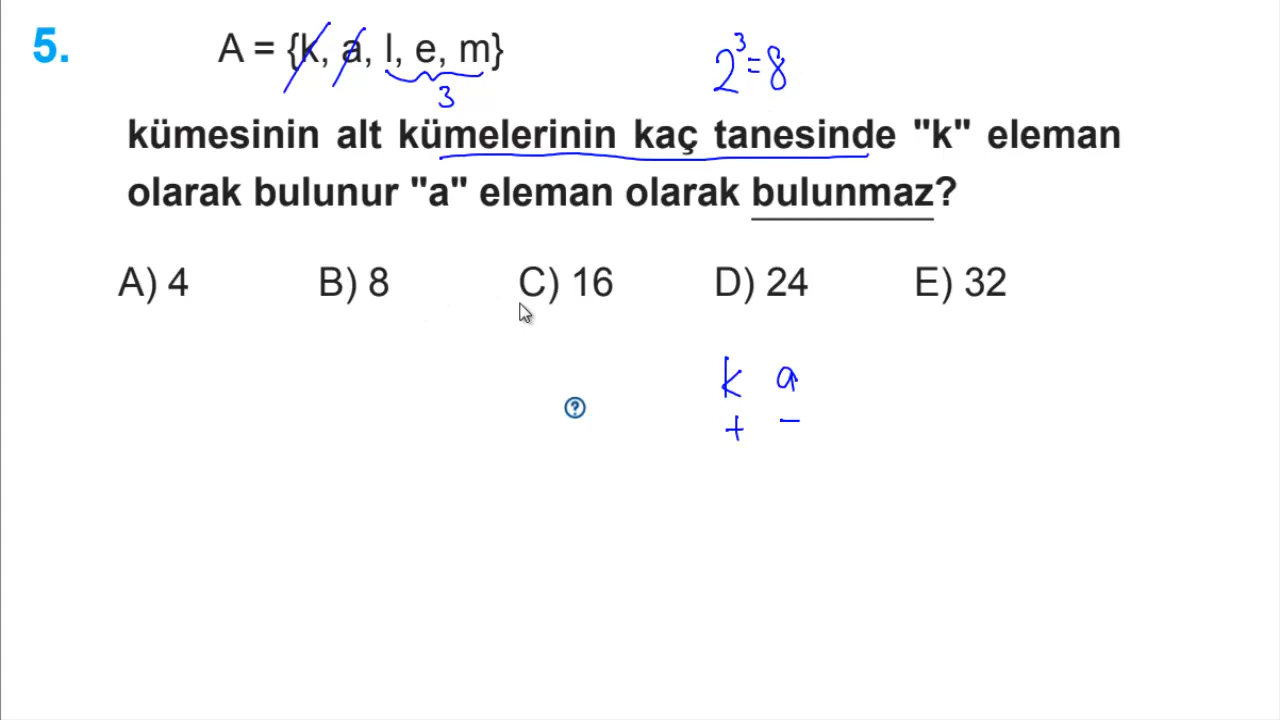 5. A = {k, a, l, e, m} 2³=8
3
kümesinin alt kümelerinin kaç tanesinde "k" eleman
olarak bulunur "a" eleman olarak bulunmaz?
A) 4 B) 8 C) 16 D) 24 E) 32
k a
+ −
?